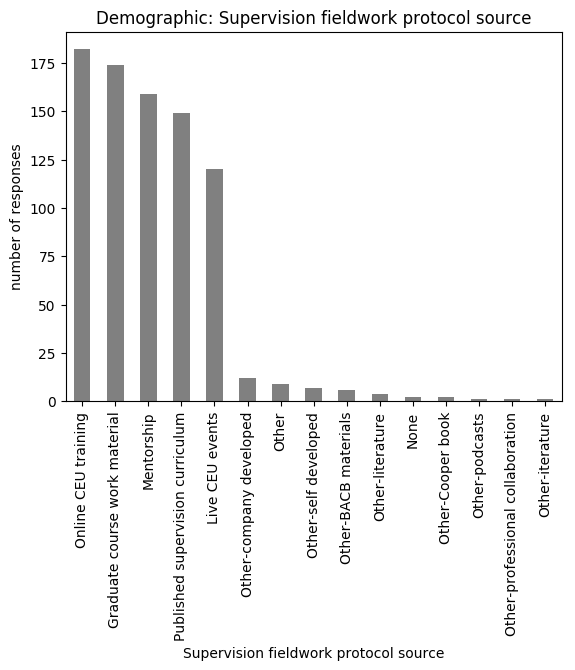 Demographic: Supervision fieldwork protocol source
number of responses
175
150
125
100
75
50
25
0
Online CEU training
Graduate course work material
Mentorship
Published supervision curriculum
Live CEU events
Other-company developed
Other
Other-self developed
Other-BACB materials
Other-literature
None
Other-Cooper book
Other-podcasts
Other-professional collaboration
Other-iterature
Supervision fieldwork protocol source